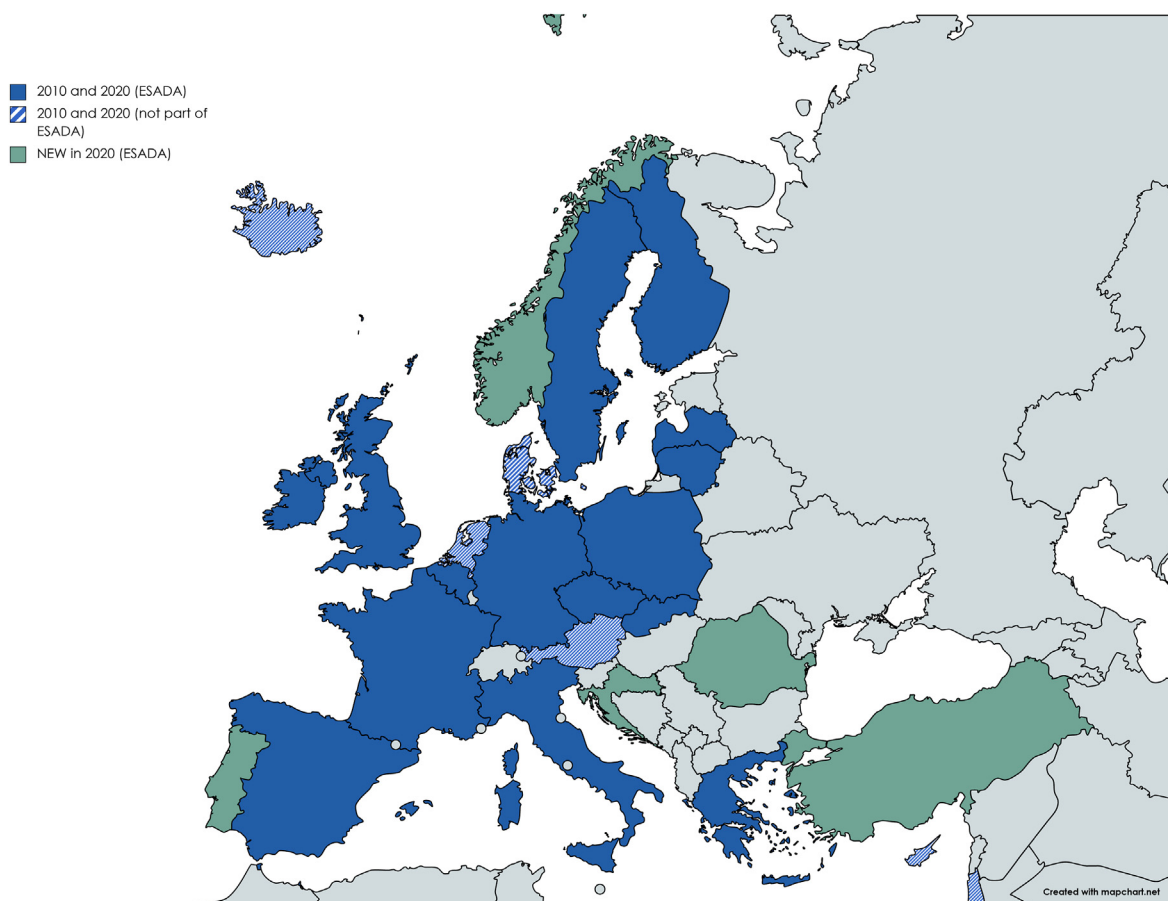 2010 and 2020 (ESADA)
2010 and 2020 (not part of
ESADA)
NEW in 2020 (ESADA)
Created with mapchart.net